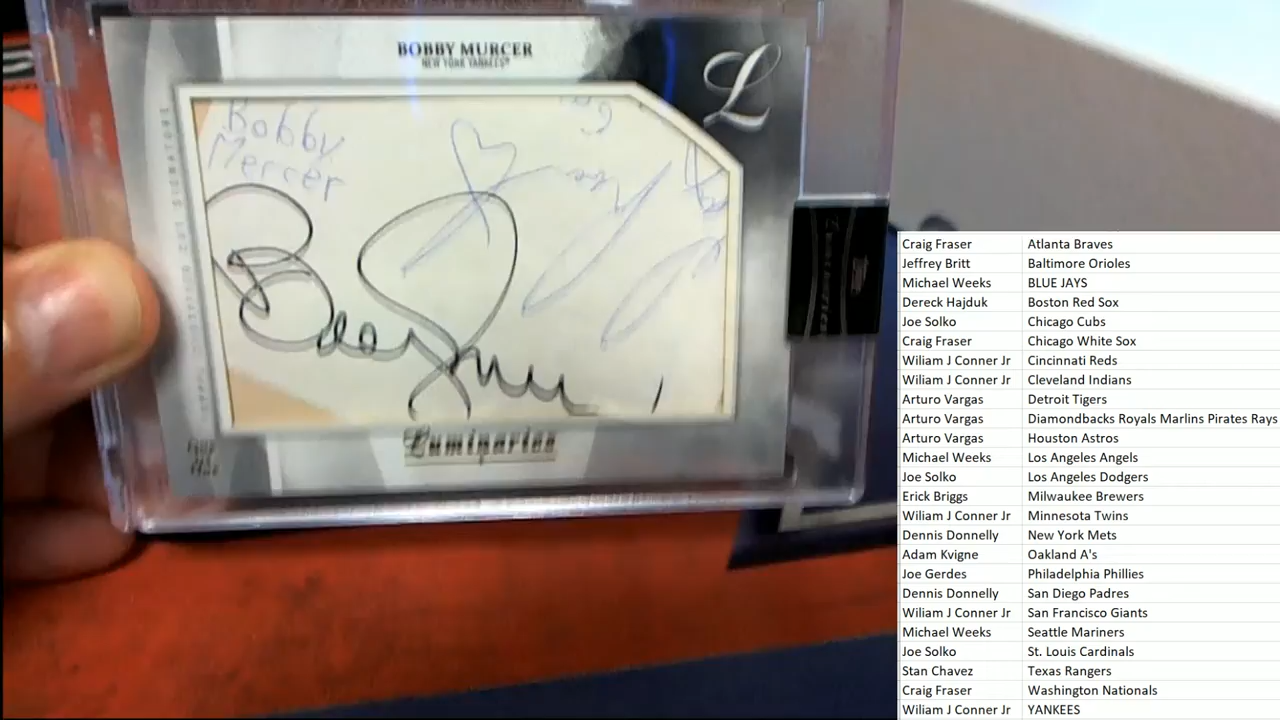 BOBBY MURCER
NEW YORK YANKEES
L
Bobby
Mercer
Luminaries
Craig Fraser Atlanta Braves
Jeffrey Britt Baltimore Orioles
Michael Weeks BLUE JAYS
Dereck Hajduk Boston Red Sox
Joe Solko Chicago Cubs
Craig Fraser Chicago White Sox
Wiliam J Conner Jr Cincinnati Reds
Wiliam J Conner Jr Cleveland Indians
Arturo Vargas Detroit Tigers
Arturo Vargas Diamondbacks Royals Marlins Pirates Rays
Arturo Vargas Houston Astros
Michael Weeks Los Angeles Angels
Joe Solko Los Angeles Dodgers
Erick Briggs Milwaukee Brewers
Wiliam J Conner Jr Minnesota Twins
Dennis Donnelly New York Mets
Adam Kvigne Oakland A's
Joe Gerdes Philadelphia Phillies
Dennis Donnelly San Diego Padres
Wiliam J Conner Jr San Francisco Giants
Michael Weeks Seattle Mariners
Joe Solko St. Louis Cardinals
Stan Chavez Texas Rangers
Craig Fraser Washington Nationals
Wiliam J Conner Jr YANKEES